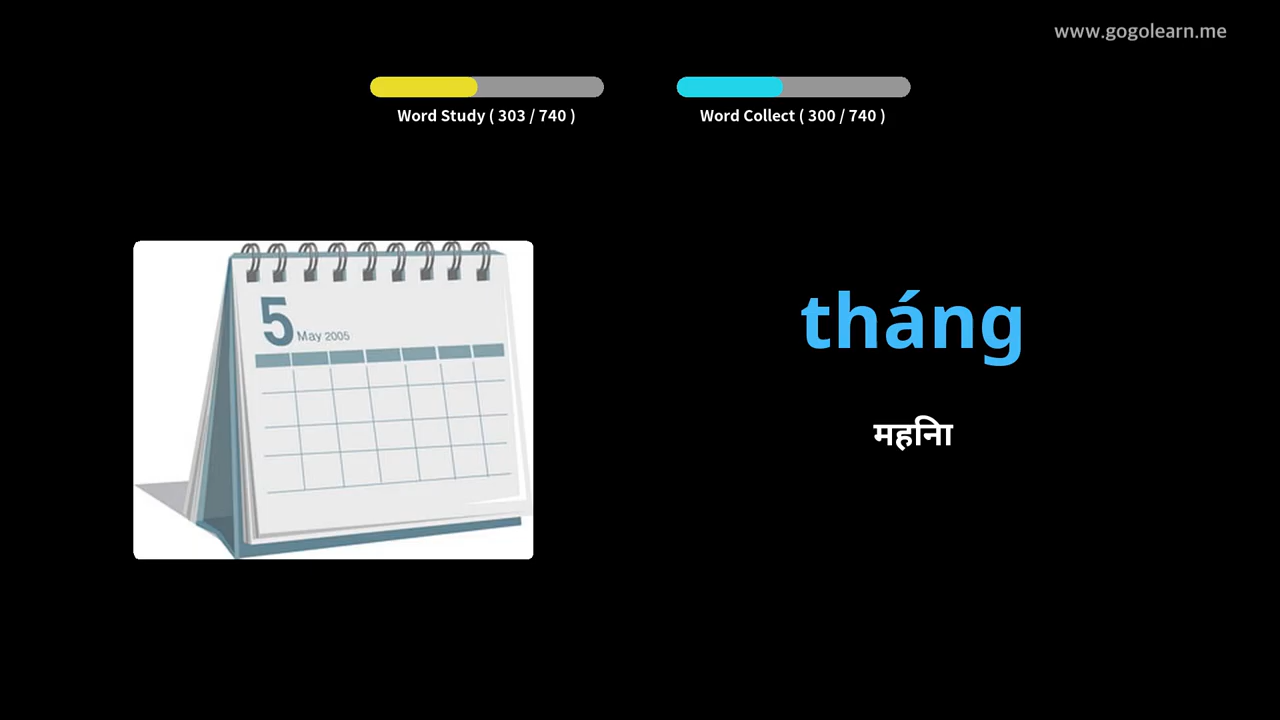 www.gogolearn.me
Word Study ( 303 / 740 )
Word Collect ( 300 / 740 )
5 May 2005
tháng
महिना